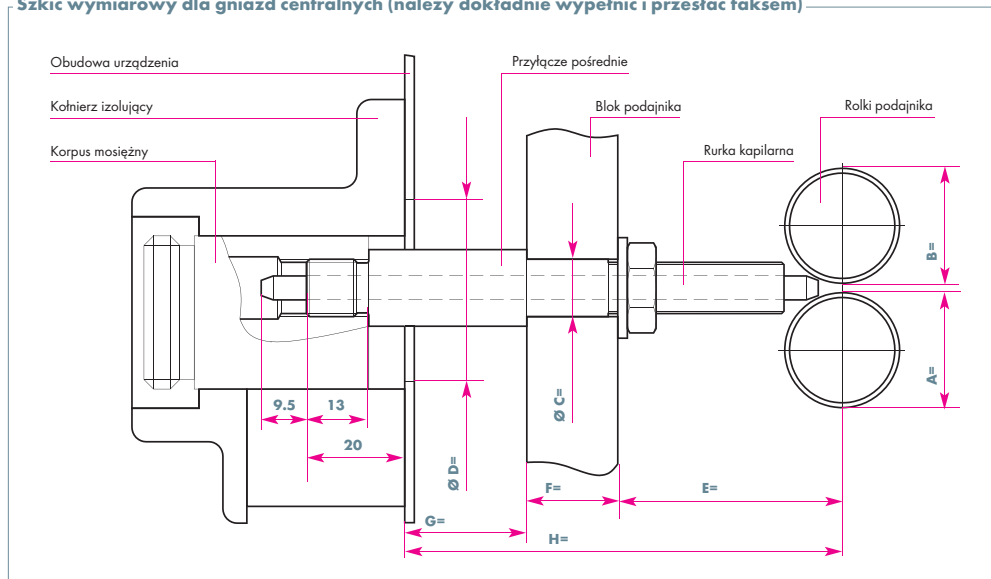 Szkic wymiarowy dla gniazd centralnych (należy dokładnie wypełnić i przesłać faksem)
Obudowa urządzenia
Przyłącze pośrednie
Kołnierz izolujący
Blok podajnika
Rolki podajnika
Korpus mosiężny
Rurka kapilarna
B=
A=
9.5
13
Ø C=
20
Ø D=
F=
E=
G=
H=